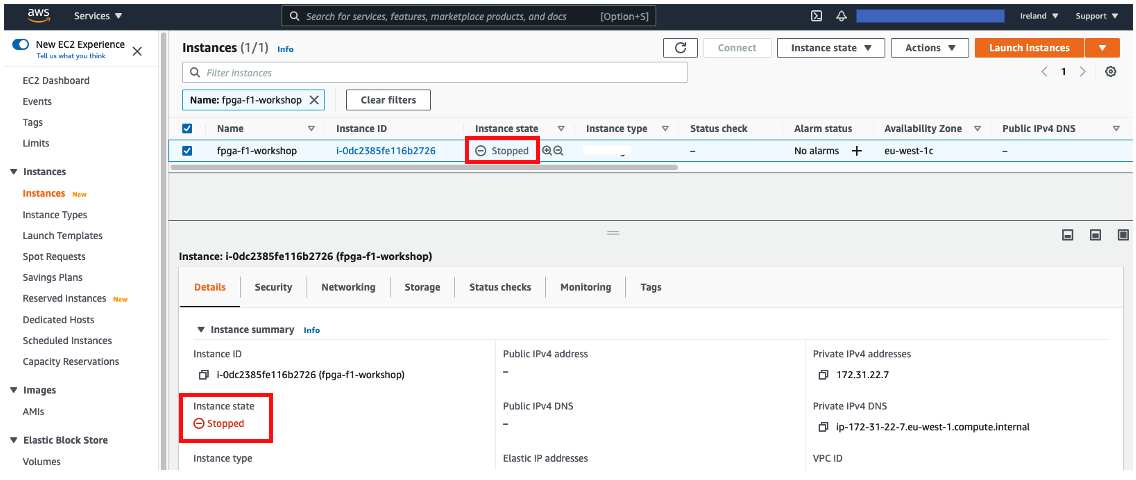 aws Services ▼ Search for services, features, marketplace products, and docs [Option+S] Ireland ▼ Support ▼
New EC2 Experience
Tell us what you think
EC2 Dashboard
Events
Tags
Limits
Instances
Instances New
Instance Types
Launch Templates
Spot Requests
Savings Plans
Reserved Instances New
Dedicated Hosts
Scheduled Instances
Capacity Reservations
Images
AMIs
Elastic Block Store
Volumes
Instances (1/1) Info Connect Instance state ▼ Actions ▼ Launch instances ▼
Filter instances 1
Name: fpga-f1-workshop Clear filters
Name Instance ID Instance state Instance type Status check Alarm status Availability Zone Public IPv4 DNS
fpga-f1-workshop i-0dc2385fe116b2726 Stopped – No alarms + eu-west-1c –
Instance: i-0dc2385fe116b2726 (fpga-f1-workshop)
Details Security Networking Storage Status checks Monitoring Tags
Instance summary Info
Instance ID Public IPv4 address Private IPv4 addresses
i-0dc2385fe116b2726 (fpga-f1-workshop) – 172.31.22.7
Instance state Public IPv4 DNS Private IPv4 DNS
Stopped – ip-172-31-22-7.eu-west-1.compute.internal
Instance type Elastic IP addresses VPC ID